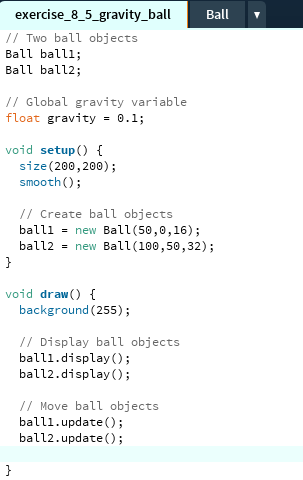 exercise_8_5_gravity_ball Ball ▼
// Two ball objects
Ball ball1;
Ball ball2;

// Global gravity variable
float gravity = 0.1;

void setup() {
  size(200,200);
  smooth();

  // Create ball objects
  ball1 = new Ball(50,0,16);
  ball2 = new Ball(100,50,32);
}

void draw() {
  background(255);

  // Display ball objects
  ball1.display();
  ball2.display();

  // Move ball objects
  ball1.update();
  ball2.update();

}